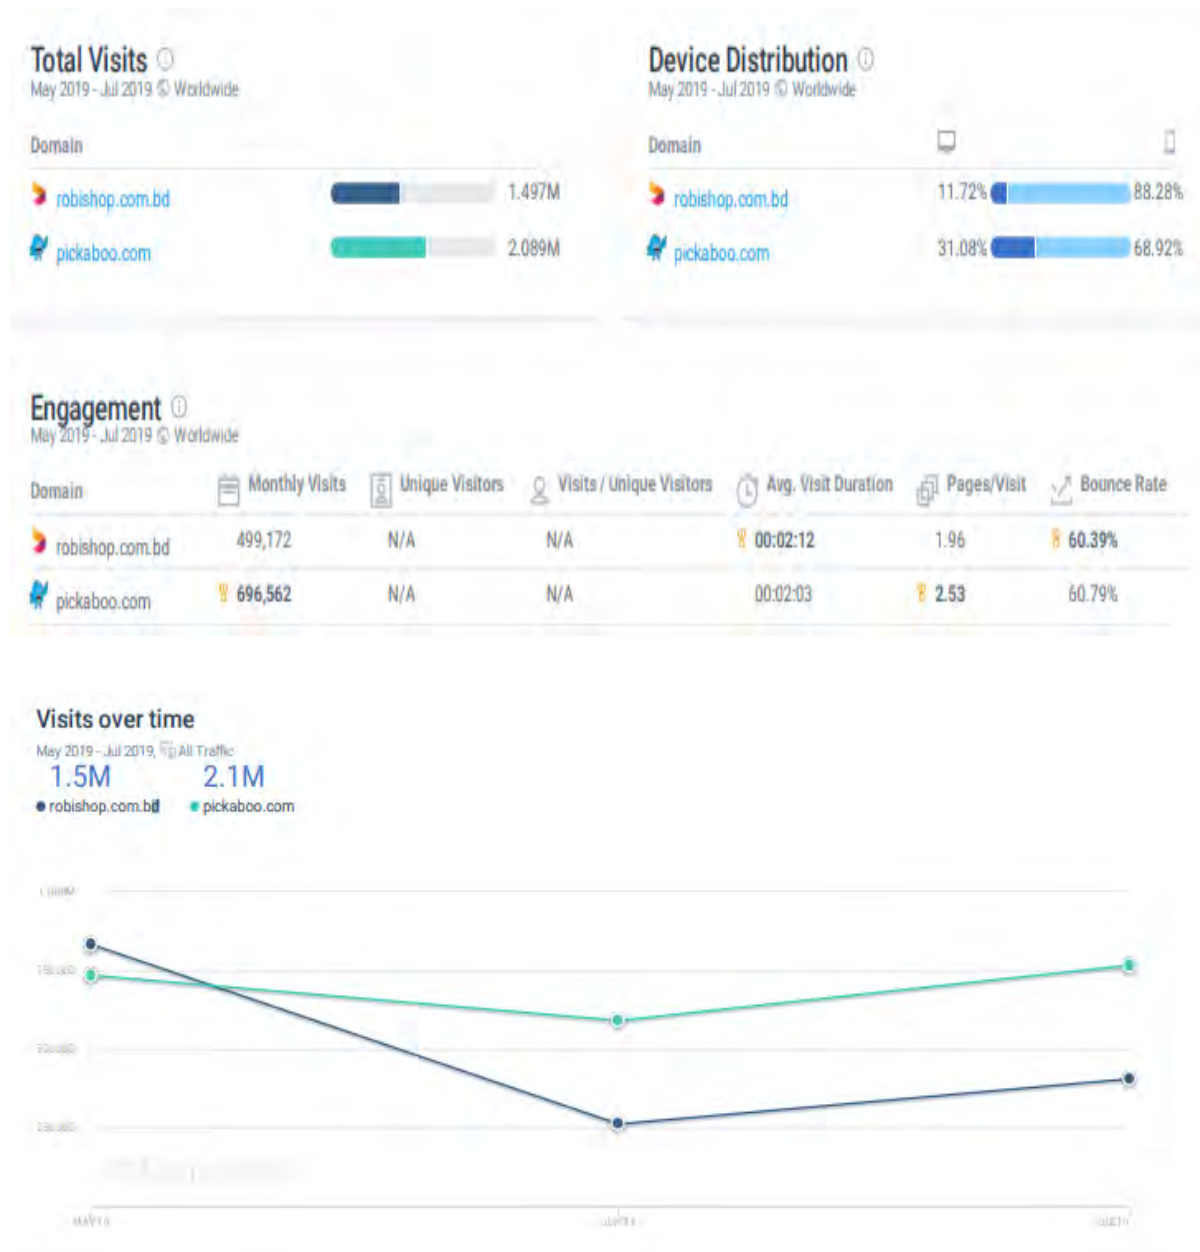 Total Visits
May 2019 - Jul 2019 Worldwide
Domain
robishop.com.bd 1.497M
pickaboo.com 2.089M
Device Distribution
May 2019 - Jul 2019 Worldwide
Domain
robishop.com.bd 11.72% 88.28%
pickaboo.com 31.08% 68.92%
Engagement
May 2019 - Jul 2019 Worldwide
Domain Monthly Visits Unique Visitors Visits / Unique Visitors Avg. Visit Duration Pages/Visit Bounce Rate
robishop.com.bd 499,172 N/A N/A 00:02:12 1.96 60.39%
pickaboo.com 696,562 N/A N/A 00:02:03 2.53 60.79%
Visits over time
May 2019 - Jul 2019, All Traffic
1.5M 2.1M
robishop.com.bd pickaboo.com